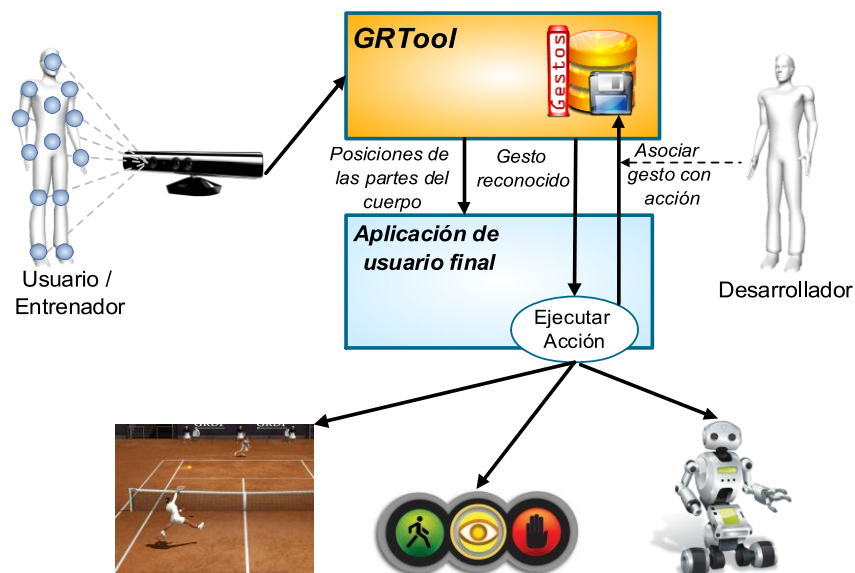 GRTool
Gestos
Posiciones de
las partes del
cuerpo
Gesto
reconocido
Asociar
gesto con
acción
Aplicación de
usuario final
Usuario /
Entrenador
Desarrollador
Ejecutar
Acción